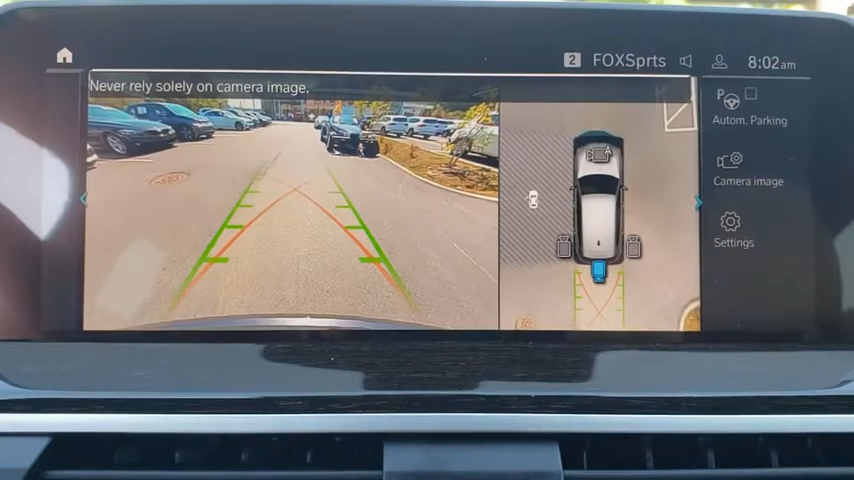 2 FOXSprts 8:02am
Never rely solely on camera image.
P
Autom. Parking
Camera image
Settings
A